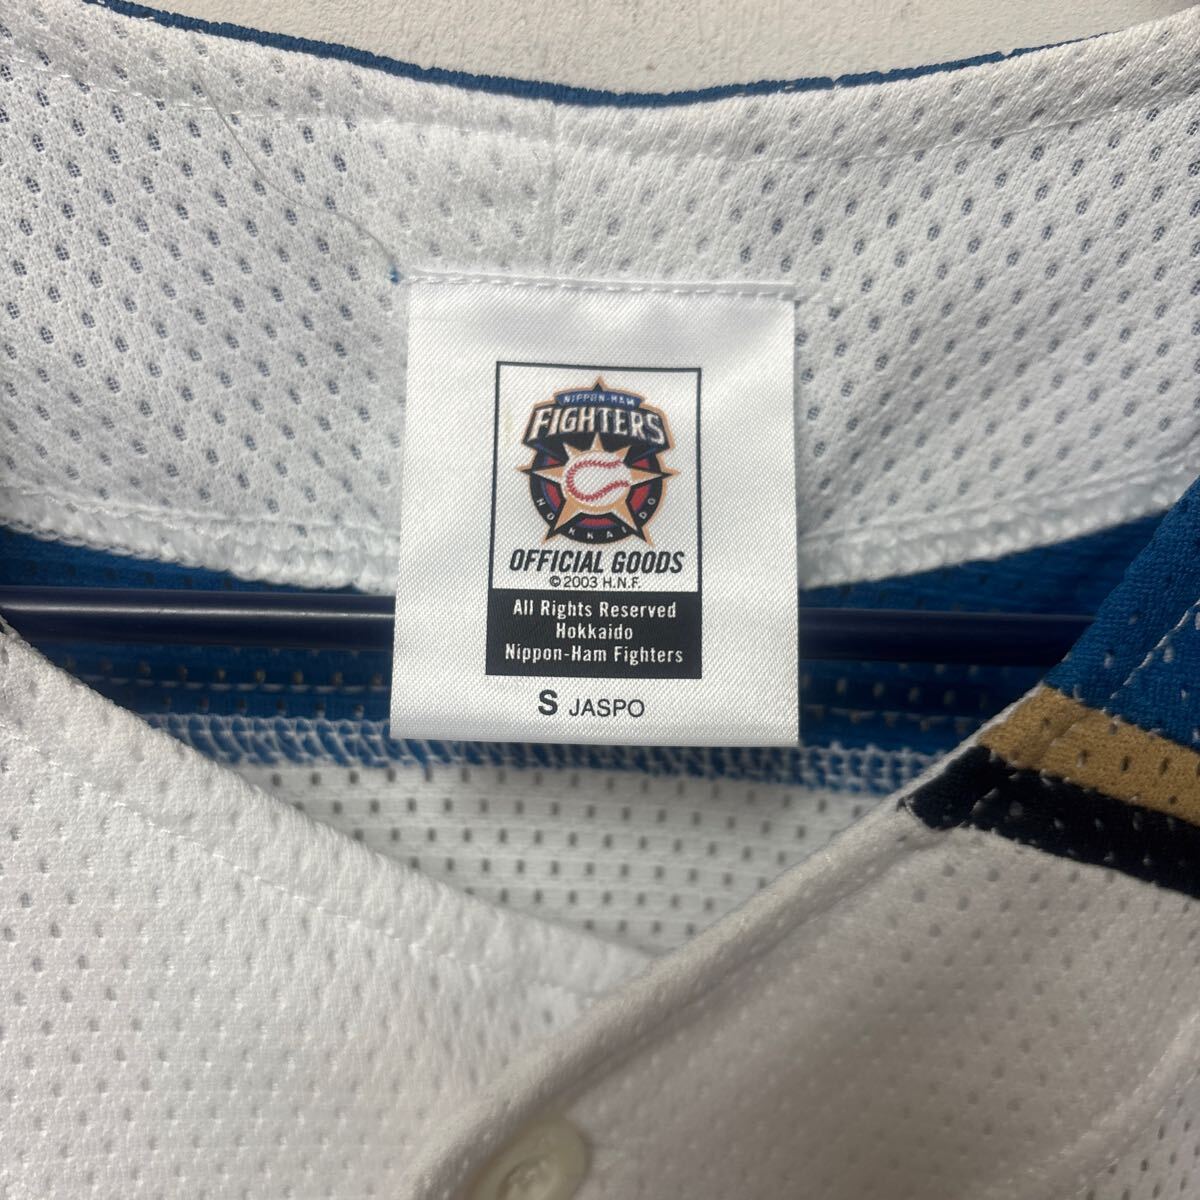 NIPPON-HAM
FIGHTERS
HOKKAIDO
OFFICIAL GOODS
©2003 H.N.F.
All Rights Reserved
Hokkaido
Nippon-Ham Fighters
S JASPO